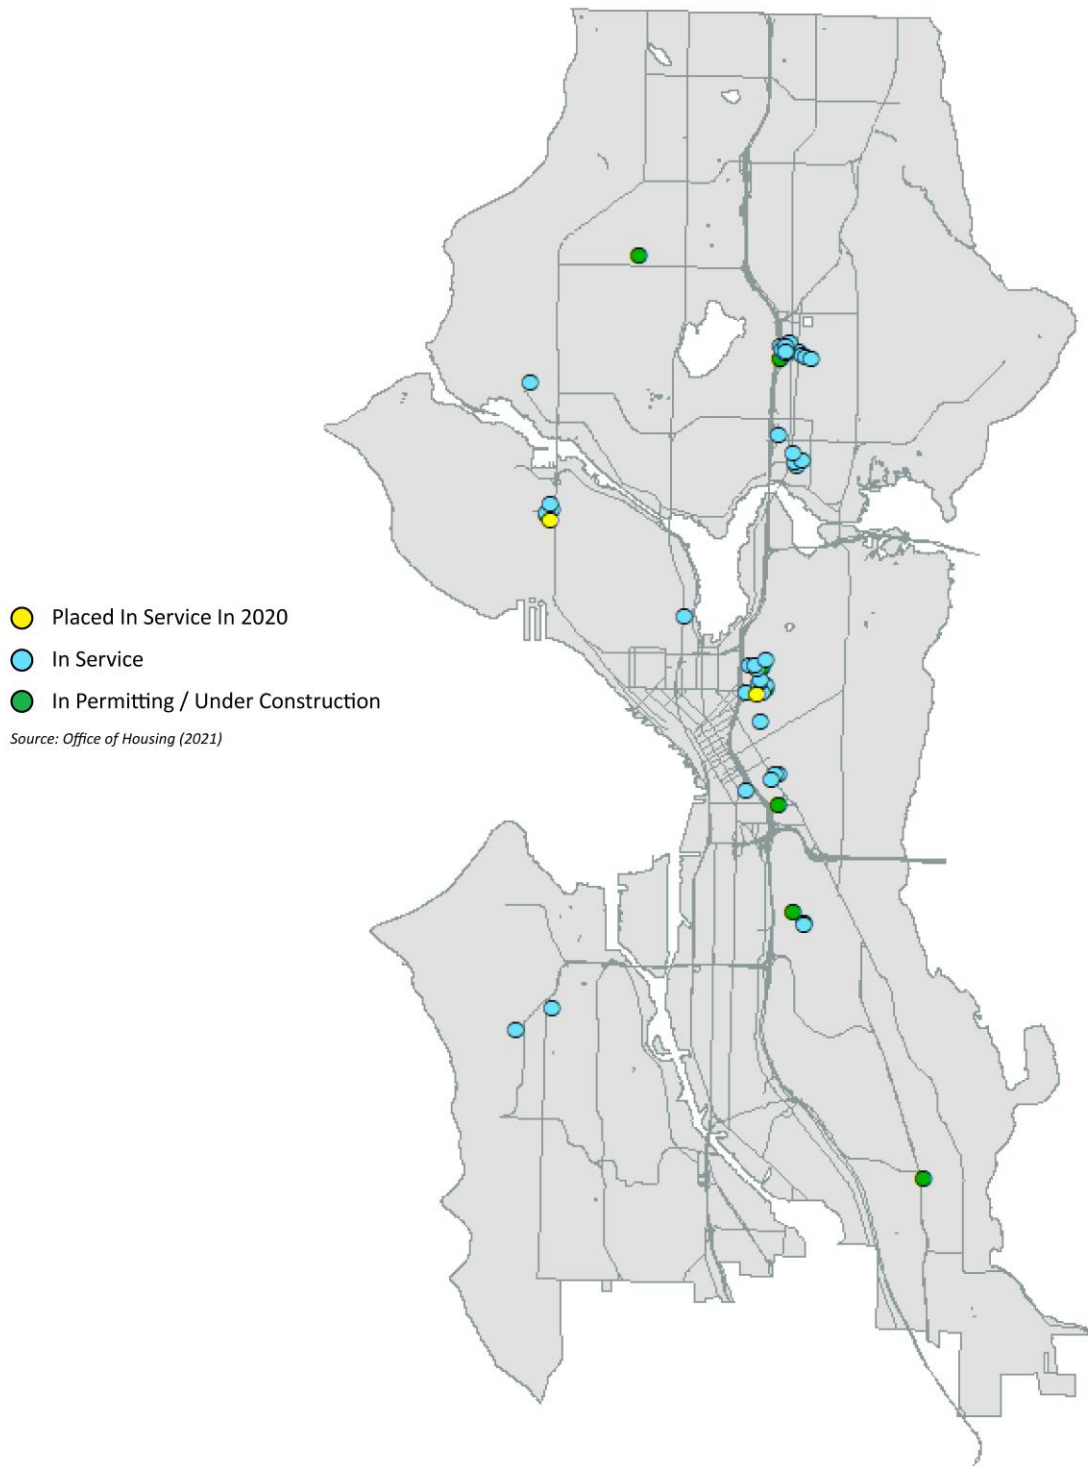 Placed In Service In 2020
In Service
In Permitting / Under Construction
Source: Office of Housing (2021)